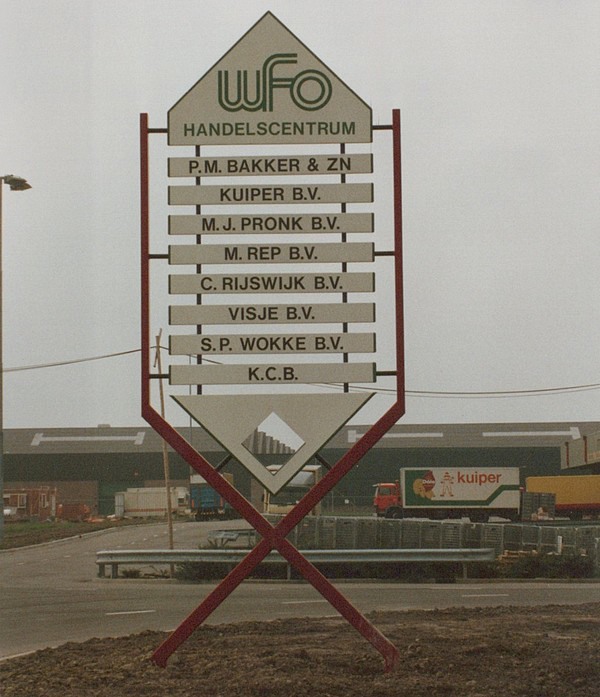 WFO
HANDELSCENTRUM
P.M. BAKKER & ZN
KUIPER B.V.
M.J. PRONK B.V.
M. REP B.V.
C. RIJSWIJK B.V.
VISJE B.V.
S.P. WOKKE B.V.
K.C.B.
kuiper